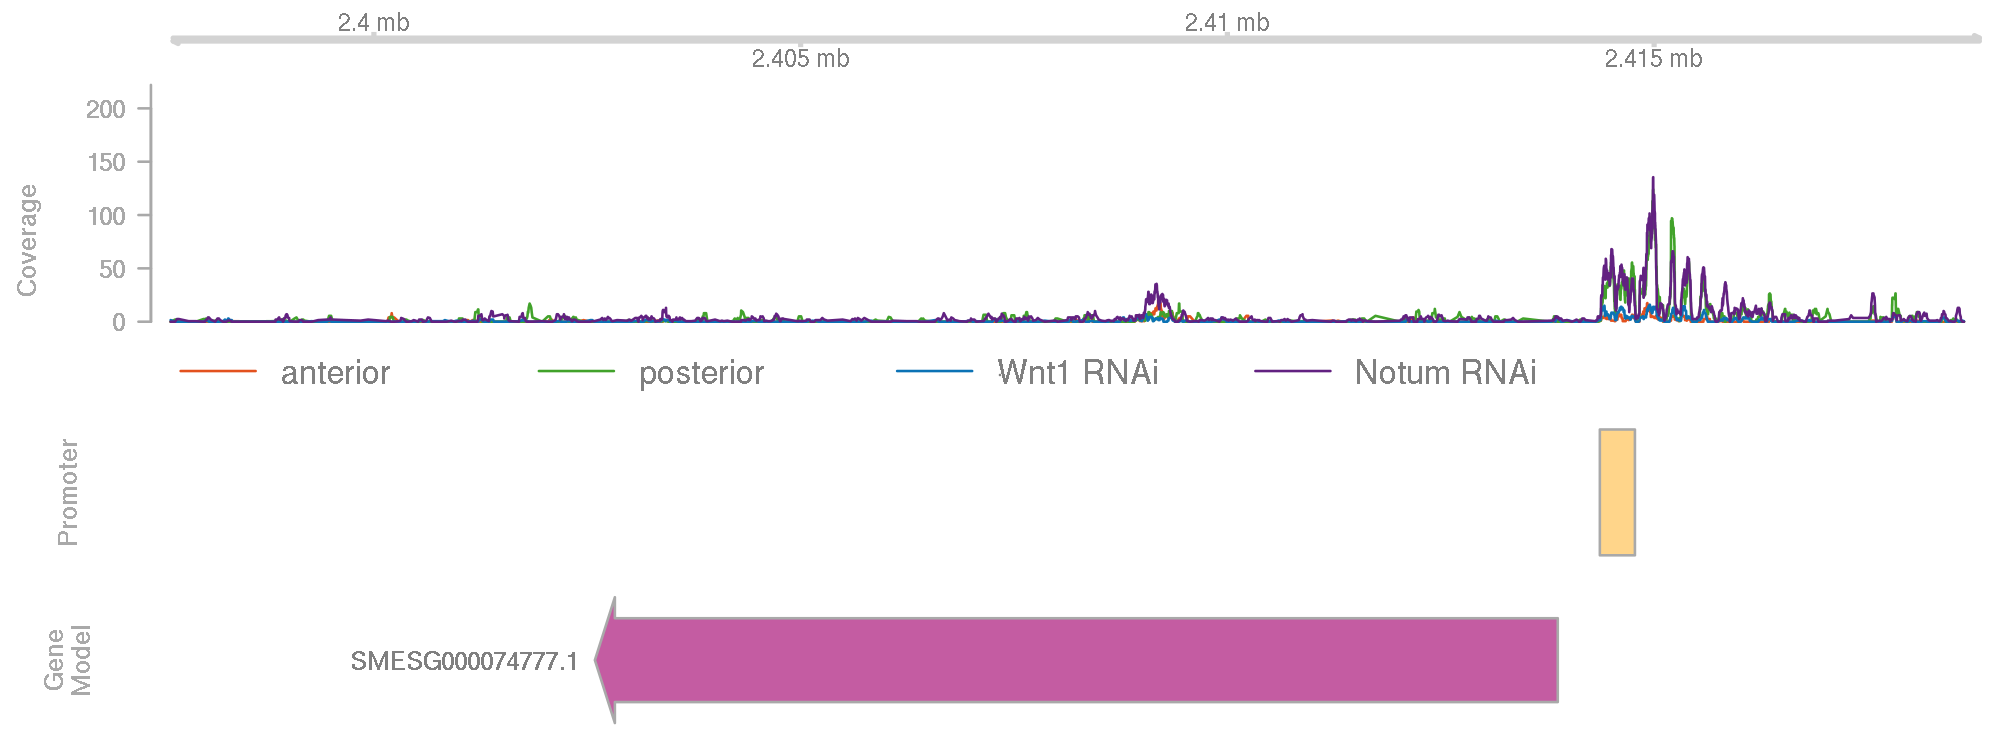 2.4 mb
2.41 mb
2.405 mb
2.415 mb
Coverage
200
150
100
50
0
anterior
posterior
Wnt1 RNAi
Notum RNAi
Promoter
Gene
Model
SMESG000074777.1